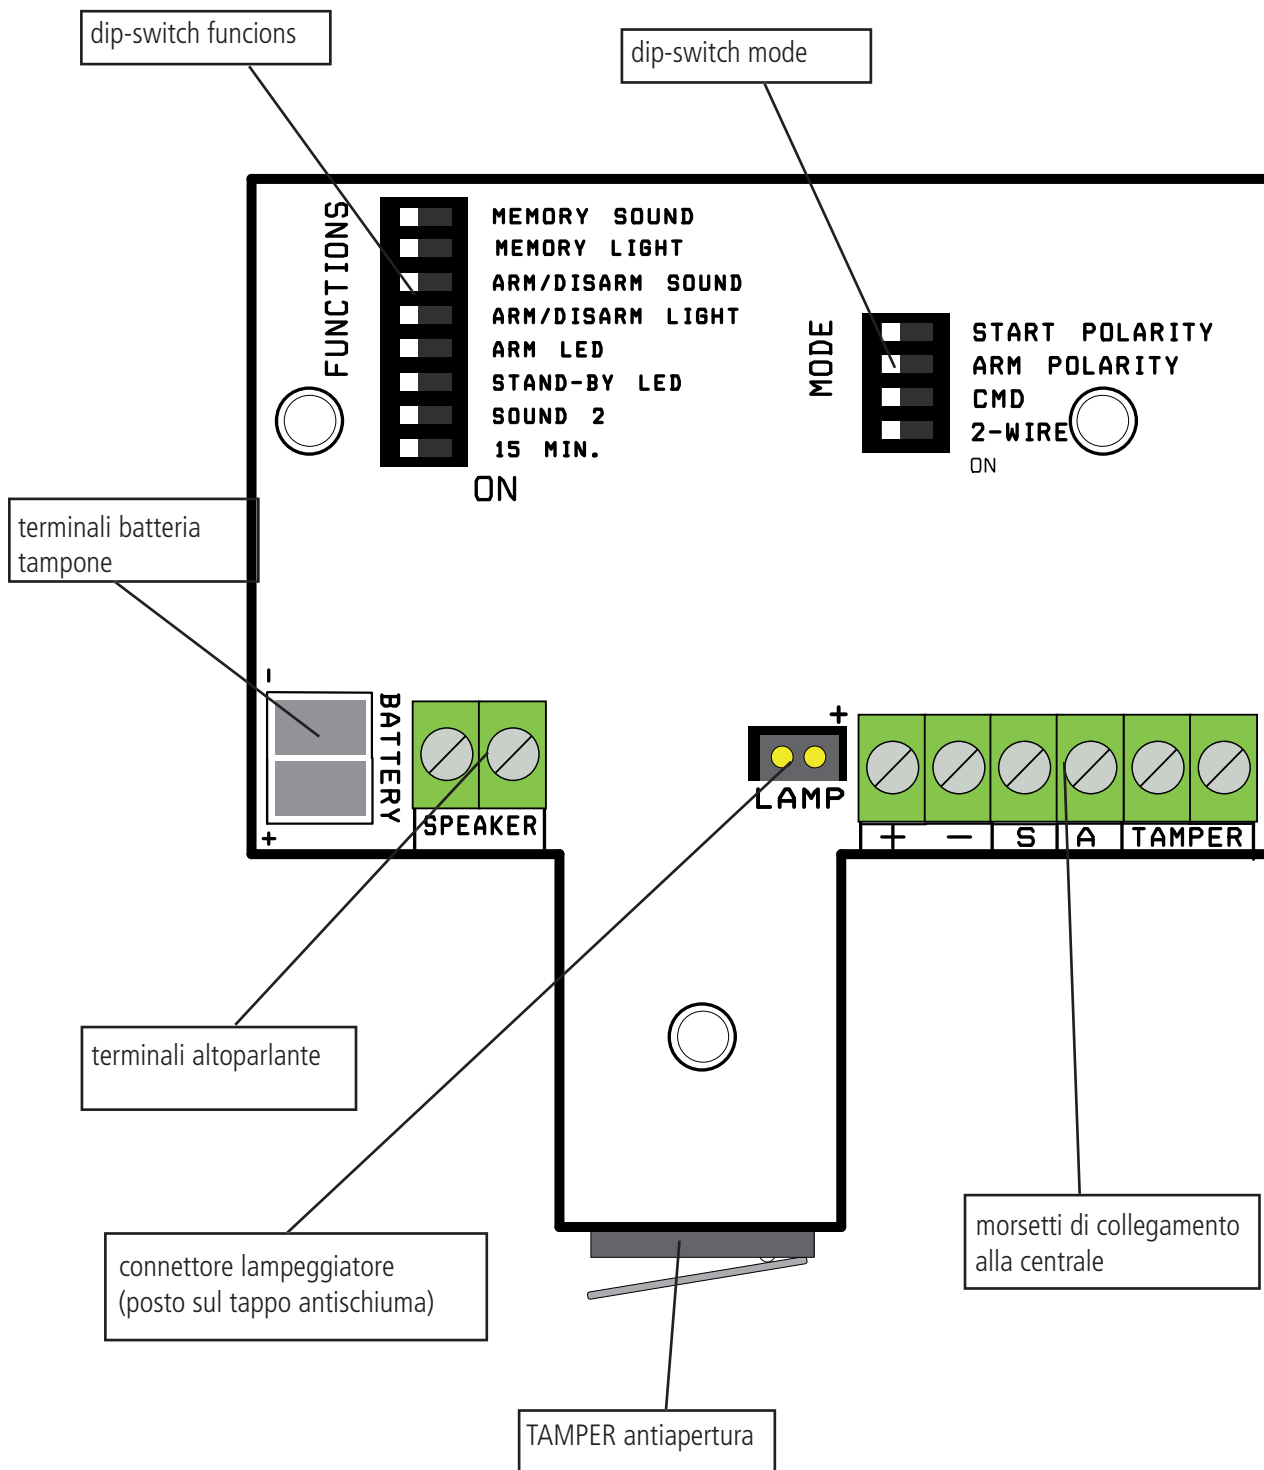 dip-switch funcions
dip-switch mode
FUNCTIONS
MEMORY SOUND
MEMORY LIGHT
ARM/DISARM SOUND
ARM/DISARM LIGHT
ARM LED
STAND-BY LED
SOUND 2
15 MIN.
ON
MODE
START POLARITY
ARM POLARITY
CMD
2-WIRE
ON
terminali batteria
tampone
-
BATTERY
+
SPEAKER
+
LAMP
+ - S A TAMPER
terminali altoparlante
connettore lampeggiatore
(posto sul tappo antischiuma)
morsetti di collegamento
alla centrale
TAMPER antiapertura